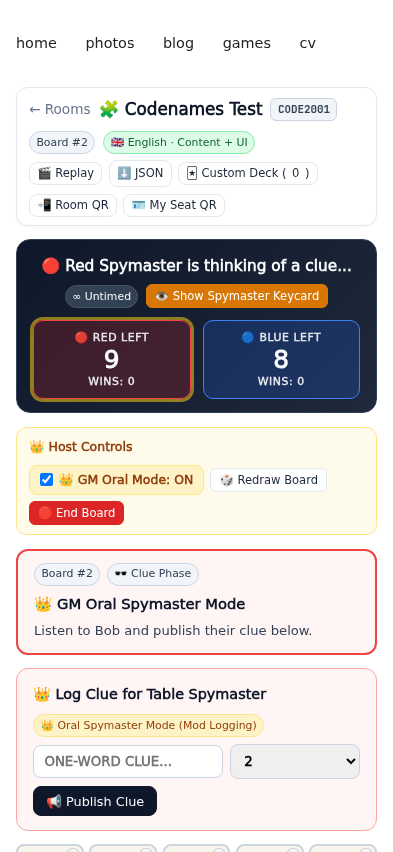 home photos blog games cv
← Rooms 🧩 Codenames Test CODE2001
Board #2 🇬🇧 English · Content + UI
🎬 Replay ⬇️ JSON 🃏 Custom Deck ( 0 )
📲 Room QR 🪪 My Seat QR
🔴 Red Spymaster is thinking of a clue...
∞ Untimed 👁️ Show Spymaster Keycard
🔴 RED LEFT 🔵 BLUE LEFT
9 8
WINS: 0 WINS: 0
👑 Host Controls
👑 GM Oral Mode: ON 🎲 Redraw Board
🔴 End Board
Board #2 🕶️ Clue Phase
👑 GM Oral Spymaster Mode
Listen to Bob and publish their clue below.
👑 Log Clue for Table Spymaster
👑 Oral Spymaster Mode (Mod Logging)
ONE-WORD CLUE... 2
📢 Publish Clue